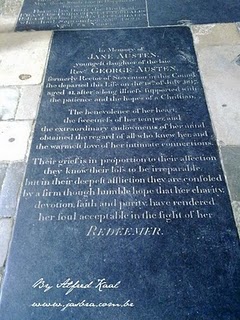 In Memory of
JANE AUSTEN,
youngest daughter of the late
Revd. GEORGE AUSTEN,
formerly Rector of Steventon in this County
she departed this Life on the 18th of July 1817,
aged 41, after a long illness supported with
the patience and the hopes of a Christian.
The benevolence of her heart,
the sweetness of her temper, and
the extraordinary endowments of her mind
obtained the regard of all who knew her, and
the warmest love of her intimate connections.
Their grief is in proportion to their affection
they know their loss to be irreparable,
but in their deepest affliction they are consoled
by a firm though humble hope that her charity,
devotion, faith and purity, have rendered
her soul acceptable in the sight of her
REDEEMER.
By Alfred Kaal
www.jasbra.com.br